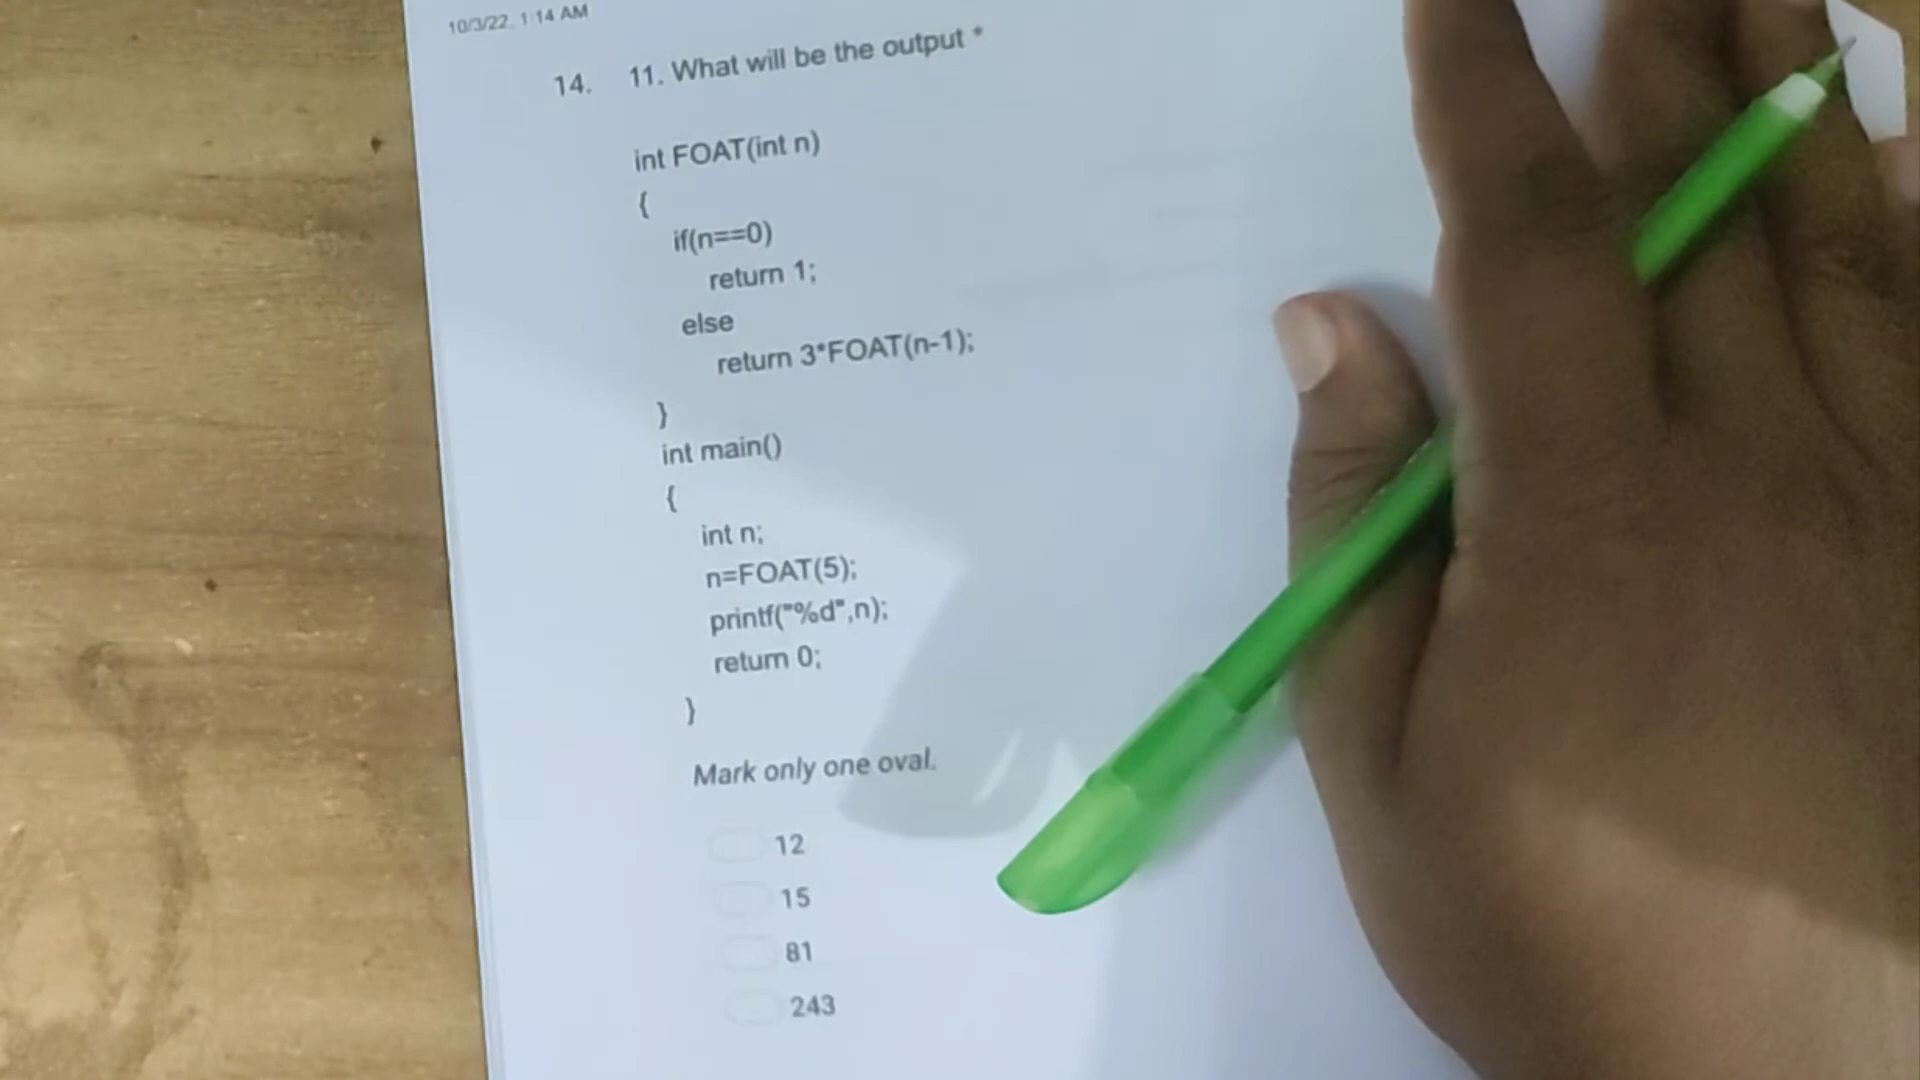 10/3/22, 1:14 AM
14. 11. What will be the output *
int FOAT(int n)
{
if(n==0)
return 1;
else
return 3*FOAT(n-1);
}
int main()
{
int n;
n=FOAT(5);
printf("%d",n);
return 0;
}
Mark only one oval.
12
15
81
243